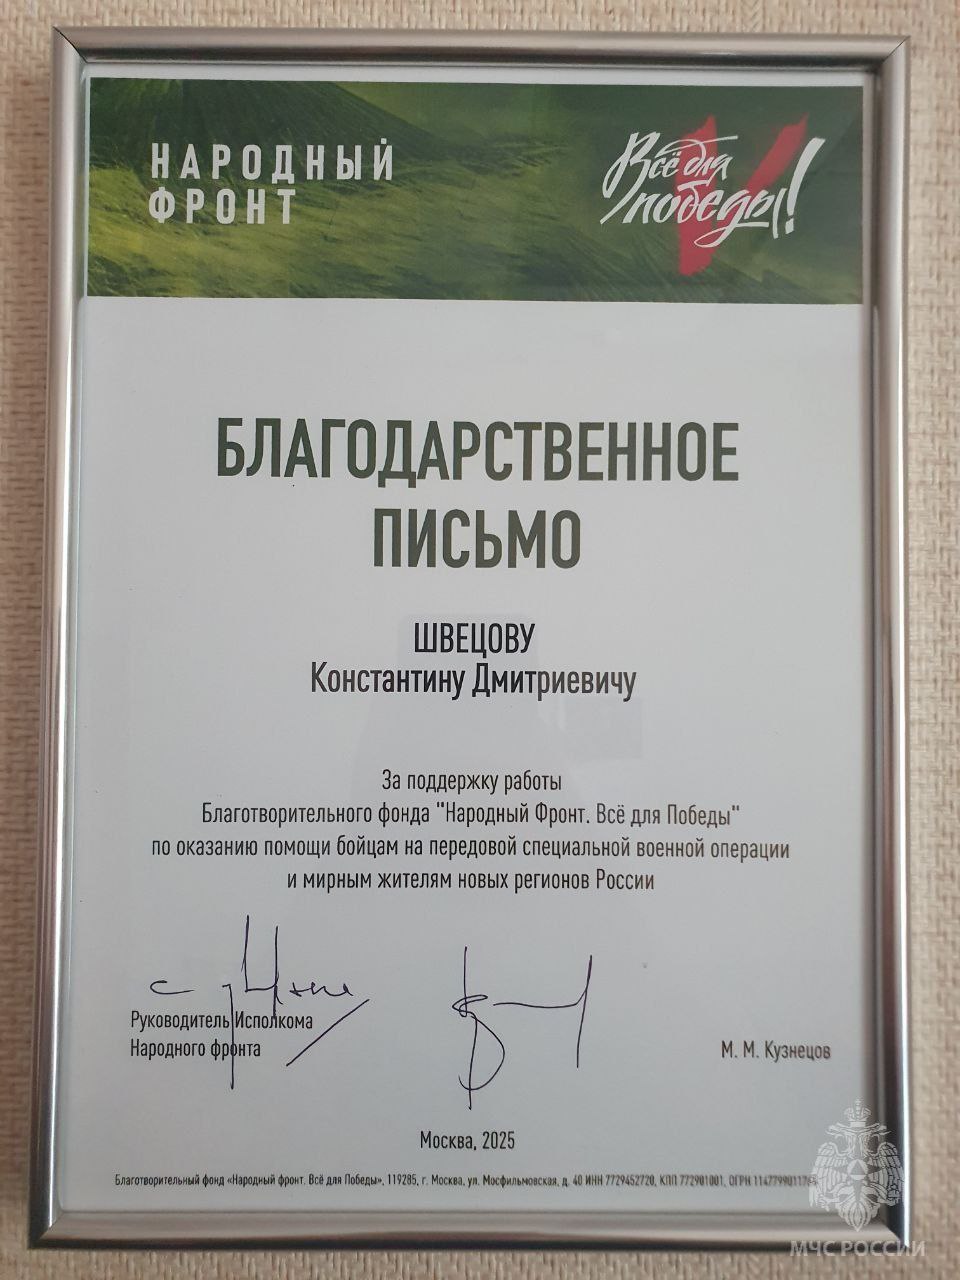 НАРОДНЫЙ
ФРОНТ
Всё для
победы!
БЛАГОДАРСТВЕННОЕ
ПИСЬМО
ШВЕЦОВУ
Константину Дмитриевичу
За поддержку работы
Благотворительного фонда "Народный Фронт. Всё для Победы"
по оказанию помощи бойцам на передовой специальной военной операции
и мирным жителям новых регионов России
Руководитель Исполкома
Народного фронта
М. М. Кузнецов
Москва, 2025
Благотворительный фонд «Народный фронт. Всё для Победы», 119285, г. Москва, ул. Мосфильмовская, д. 40 ИНН 7729452720, КПП 772901001, ОГРН
МЧС РОССИИ